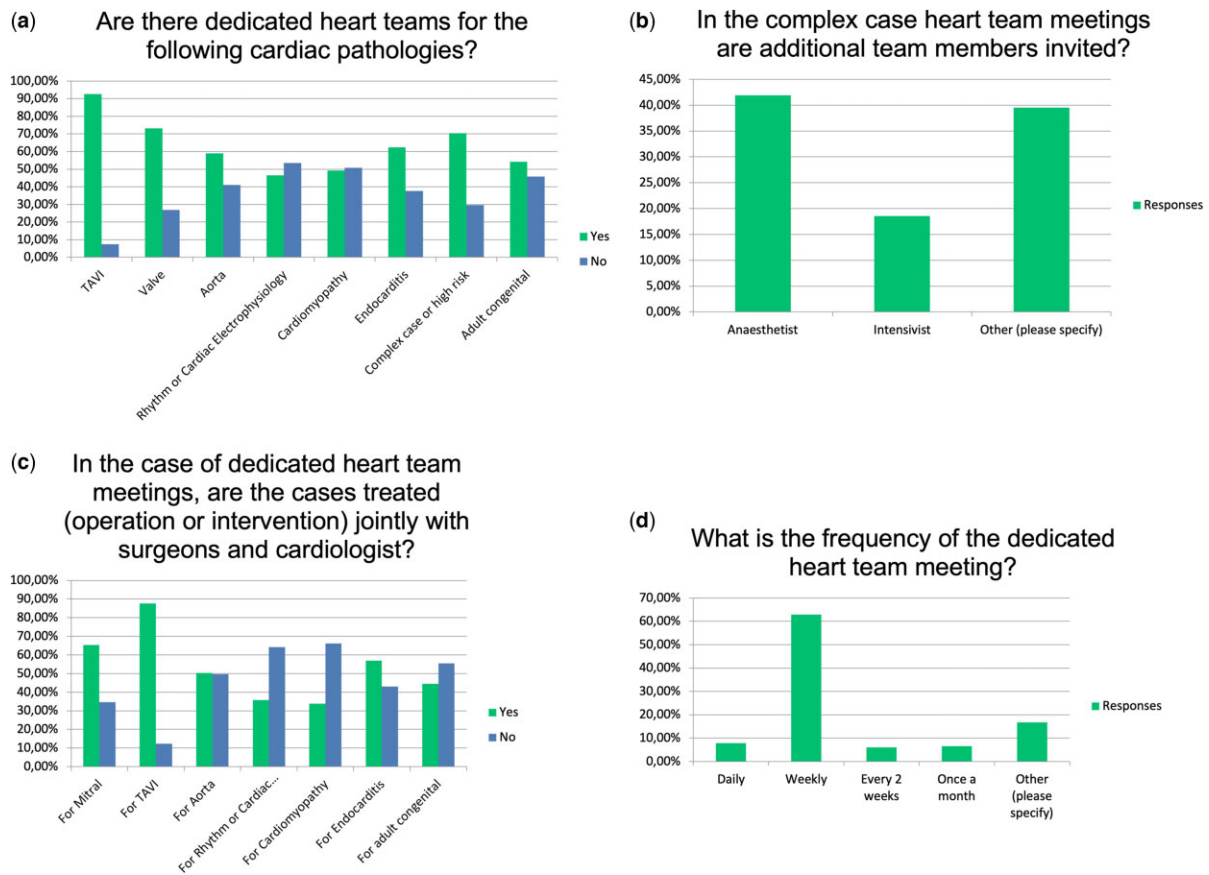 (a) Are there dedicated heart teams for the
following cardiac pathologies?
100,00%
90,00%
80,00%
70,00%
60,00%
50,00%
40,00%
30,00%
20,00%
10,00%
0,00%
TAVI
Valve
Aorta
Rhythm or Cardiac Electrophysiology
Cardiomyopathy
Endocarditis
Complex case or high risk
Adult congenital
Yes
No
(b) In the complex case heart team meetings
are additional team members invited?
45,00%
40,00%
35,00%
30,00%
25,00%
20,00%
15,00%
10,00%
5,00%
0,00%
Anaesthetist
Intensivist
Other (please specify)
Responses
(c) In the case of dedicated heart team
meetings, are the cases treated
(operation or intervention) jointly with
surgeons and cardiologist?
100,00%
90,00%
80,00%
70,00%
60,00%
50,00%
40,00%
30,00%
20,00%
10,00%
0,00%
For Mitral
For TAVI
For Aorta
For Rhythm or Cardiac...
For Cardiomyopathy
For Endocarditis
For adult congenital
Yes
No
(d) What is the frequency of the dedicated
heart team meeting?
70,00%
60,00%
50,00%
40,00%
30,00%
20,00%
10,00%
0,00%
Daily
Weekly
Every 2
weeks
Once a
month
Other
(please
specify)
Responses